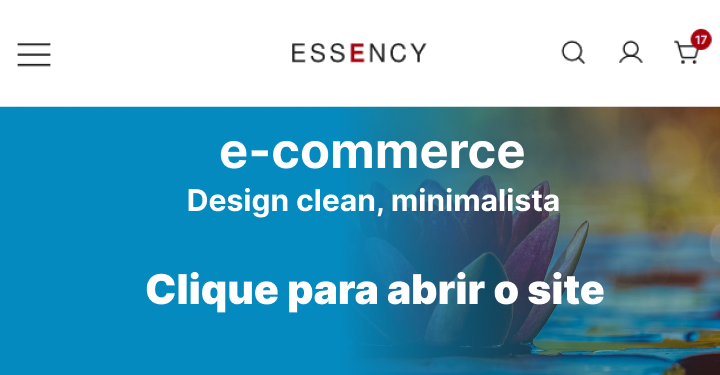 ESSENCY
17
e-commerce
Design clean, minimalista
Clique para abrir o site